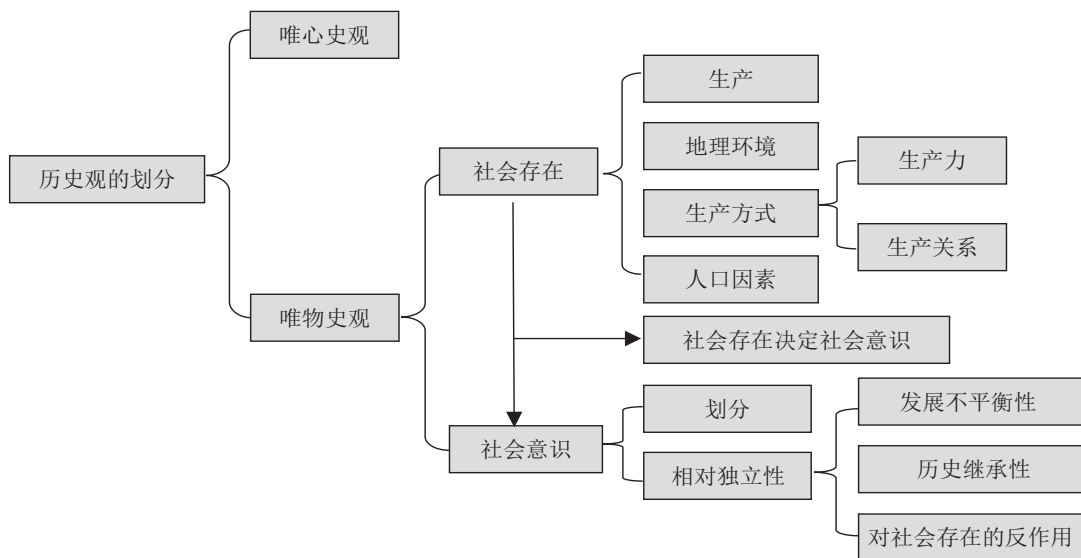 唯心史观
生产
地理环境
生产力
历史观的划分
社会存在
生产方式
生产关系
人口因素
唯物史观
社会存在决定社会意识
划分
发展不平衡性
社会意识
相对独立性
历史继承性
对社会存在的反作用